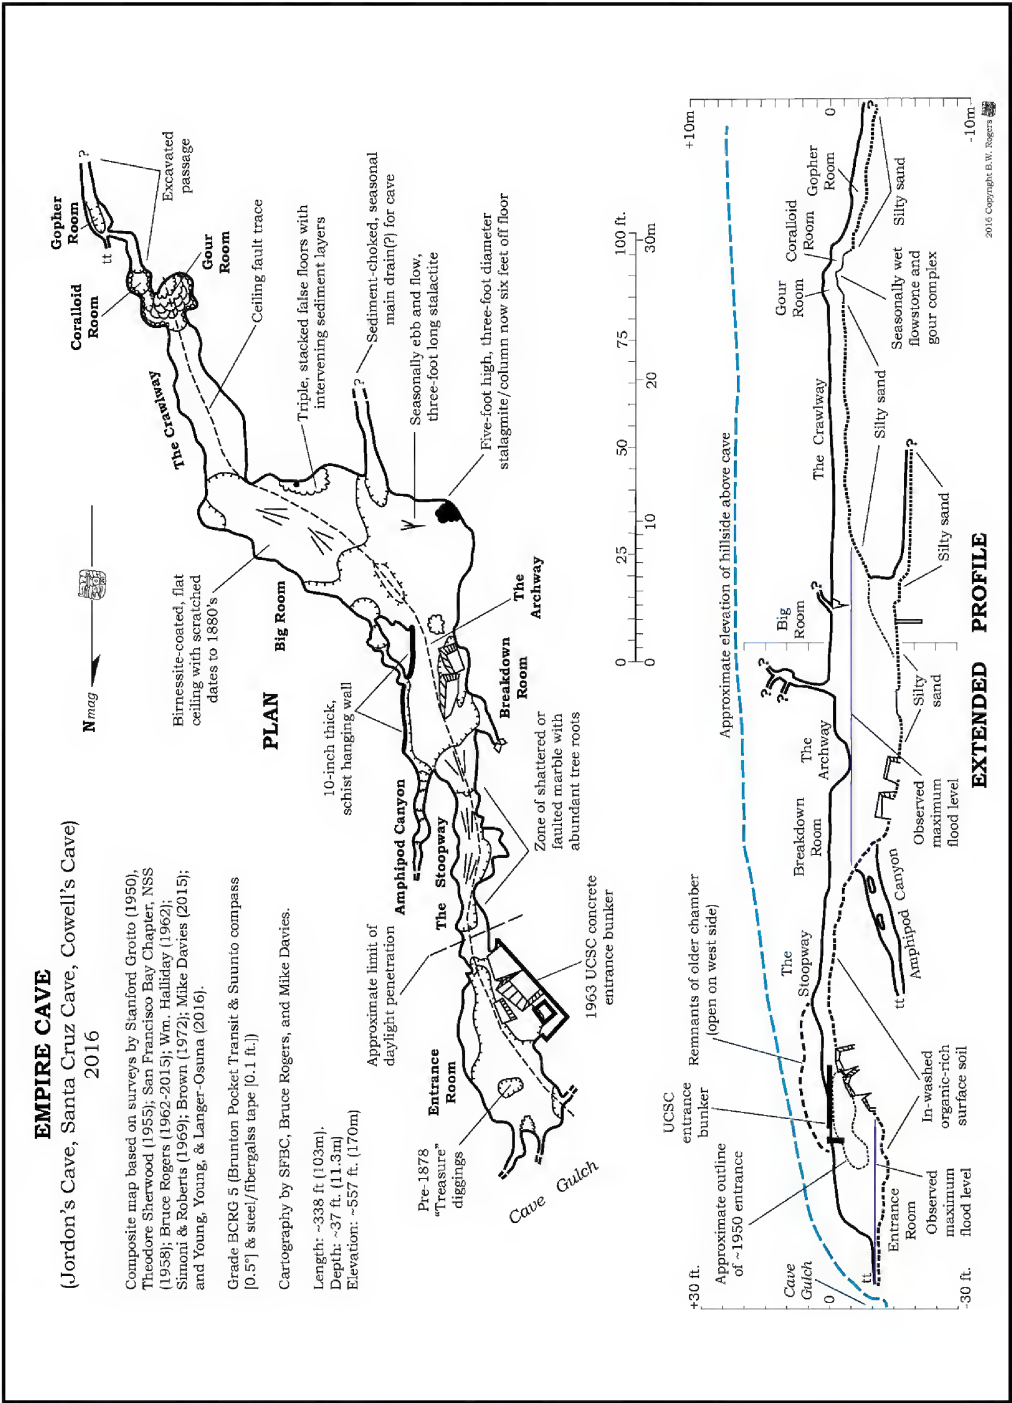 EMPIRE CAVE
(Jordon's Cave, Santa Cruz Cave, Cowell's Cave)
2016
Composite map based on surveys by Stanford Grotto (1950),
Theodore Sherwood (1955); San Francisco Bay Chapter, NSS
(1958); Bruce Rogers (1962-2015); Wm. Halliday (1962);
Simoni & Roberts (1969); Brown (1972); Mike Davies (2015);
and Young, Young, & Langer-Osuna (2016).
Grade BCRG 5 (Brunton Pocket Transit & Suunto compass
[0.5°] & steel/fibergalss tape [0.1 ft.])
Cartography by SFBC, Bruce Rogers, and Mike Davies.
Length: ~338 ft (103m).
Depth: ~37 ft. (11.3m)
Elevation: ~557 ft. (170m)
Nmag
PLAN
Birnessite-coated, flat
ceiling with scratched
dates to 1880's
Big Room
10-inch thick,
schist hanging wall
Amphipod Canyon
The Stoopway
Approximate limit of
daylight penetration
Entrance
Room
Pre-1878
"Treasure"
diggings
Cave Gulch
1963 UCSC concrete
entrance bunker
Zone of shattered or
faulted marble with
abundant tree roots
Breakdown
Room
The
Archway
The Crawlway
Coralloid
Room
Gopher
Room
tt
?
Excavated
passage
Gour
Room
Ceiling fault trace
Triple, stacked false floors with
intervening sediment layers
?
Sediment-choked, seasonal
main drain(?) for cave
Seasonally ebb and flow,
three-foot long stalactite
Five-foot high, three-foot diameter
stalagmite/column now six feet off floor
0 25 50 75 100 ft.
0 10 20 30m
Approximate elevation of hillside above cave
+30 ft.
0
-30 ft.
Cave
Gulch
tt
Approximate outline
of ~1950 entrance
UCSC
entrance
bunker
Remnants of older chamber
(open on west side)
The
Stoopway
Breakdown
Room
The
Archway
Big
Room
?
?
?
?
The Crawlway
Gour
Room
Coralloid
Room
Gopher
Room
?
+10m
0
-10m
Entrance
Room
Observed
maximum
flood level
In-washed
organic-rich
surface soil
tt
Amphipod Canyon
Observed
maximum
flood level
Silty
sand
Silty sand
?
Silty sand
Seasonally wet
flowstone and
gour complex
Silty sand
EXTENDED PROFILE
2016 Copyright B.W. Rogers